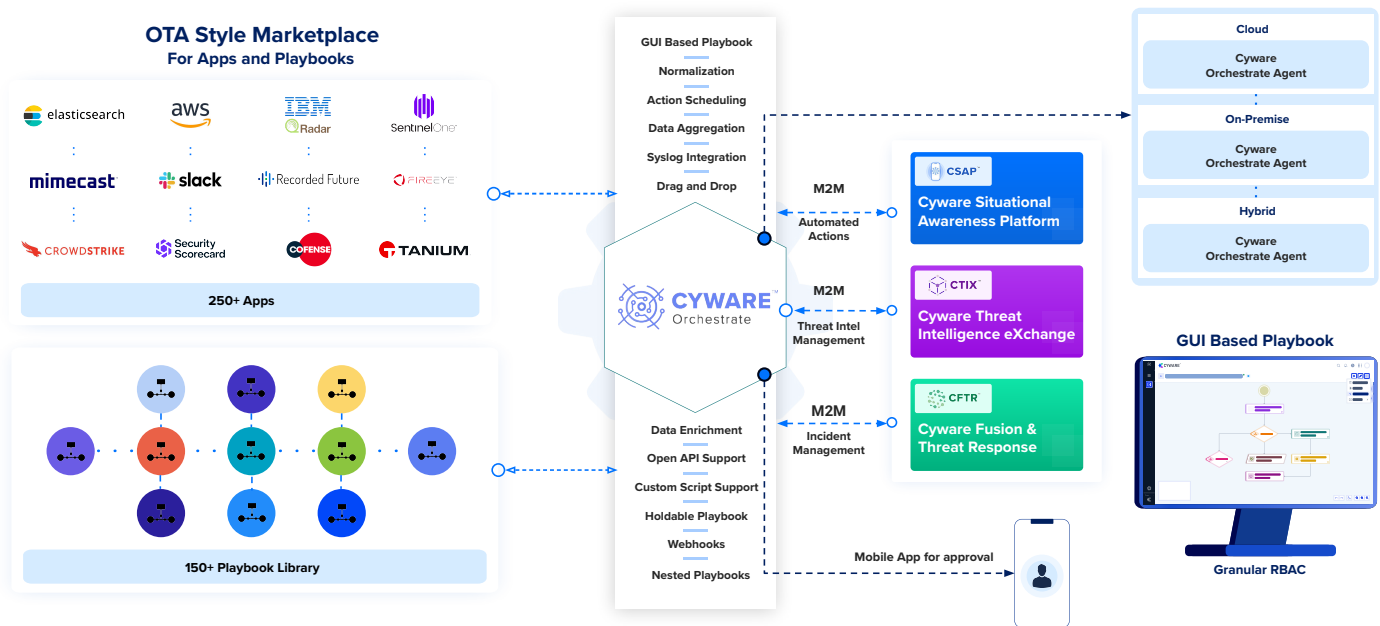 OTA Style Marketplace
For Apps and Playbooks
elasticsearch
aws
IBM
QRadar
SentinelOne
mimecast
slack
Recorded Future
FIREEYE
CROWDSTRIKE
Security
Scorecard
COFENSE
TANIUM
250+ Apps
150+ Playbook Library
GUI Based Playbook
Normalization
Action Scheduling
Data Aggregation
Syslog Integration
Drag and Drop
CYWARE™
Orchestrate
Data Enrichment
Open API Support
Custom Script Support
Holdable Playbook
Webhooks
Nested Playbooks
M2M
Automated
Actions
M2M
Threat Intel
Management
M2M
Incident
Management
CSAP
Cyware Situational
Awareness Platform
CTIX
Cyware Threat
Intelligence eXchange
CFTR
Cyware Fusion &
Threat Response
Mobile App for approval
Cloud
Cyware
Orchestrate Agent
On-Premise
Cyware
Orchestrate Agent
Hybrid
Cyware
Orchestrate Agent
GUI Based Playbook
CYWARE
Granular RBAC